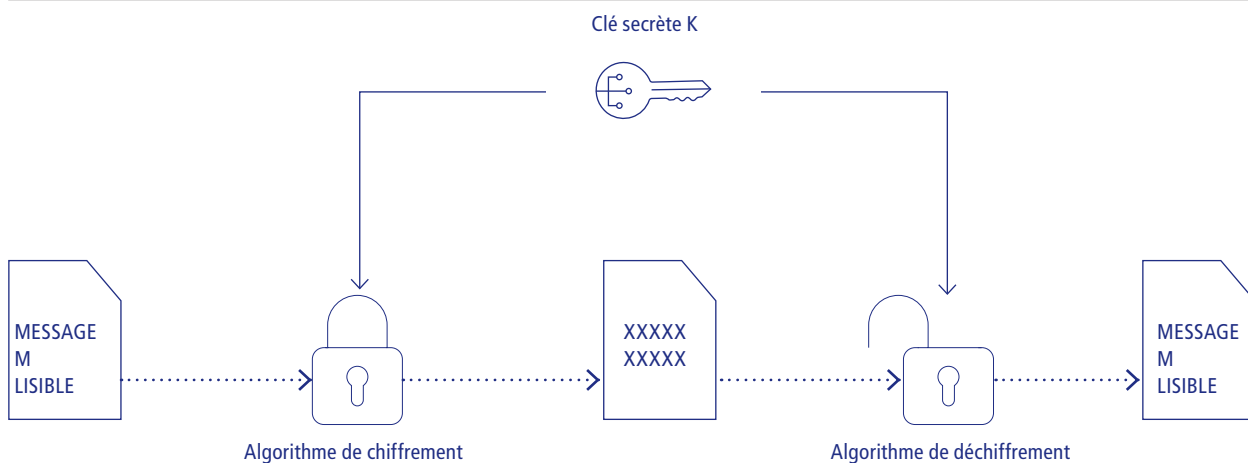 Clé secrète K
MESSAGE
M
LISIBLE
XXXXX
XXXXX
MESSAGE
M
LISIBLE
Algorithme de chiffrement
Algorithme de déchiffrement